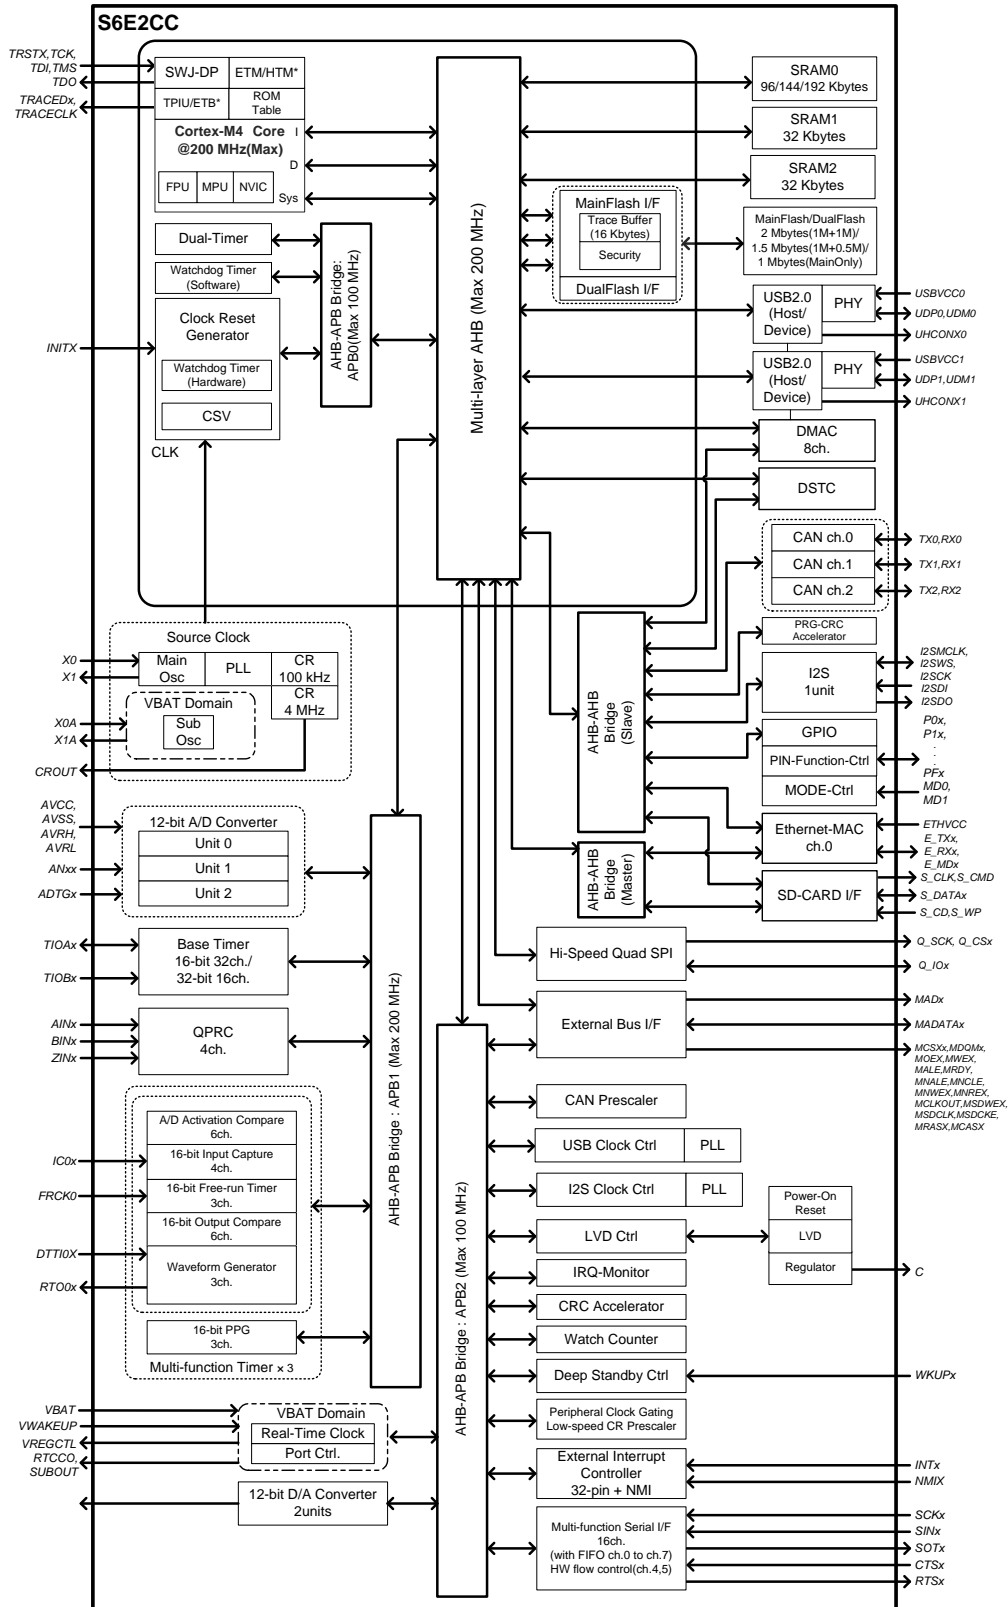 S6E2CC
TRSTX,TCK,
TDI,TMS
TDO
TRACEDx,
TRACECLK
SWJ-DP
ETM/HTM*
TPIU/ETB*
ROM
Table
Cortex-M4 Core
@200 MHz(Max)
I
D
Sys
FPU
MPU
NVIC
Dual-Timer
Watchdog Timer
(Software)
Clock Reset
Generator
Watchdog Timer
(Hardware)
CSV
CLK
INITX
AHB-APB Bridge:
APB0(Max 100 MHz)
Multi-layer AHB (Max 200 MHz)
SRAM0
96/144/192 Kbytes
SRAM1
32 Kbytes
SRAM2
32 Kbytes
MainFlash I/F
Trace Buffer
(16 Kbytes)
Security
DualFlash I/F
MainFlash/DualFlash
2 Mbytes(1M+1M)/
1.5 Mbytes(1M+0.5M)/
1 Mbytes(MainOnly)
USB2.0
(Host/
Device)
PHY
USBVCC0
UDP0,UDM0
UHCONX0
USB2.0
(Host/
Device)
PHY
USBVCC1
UDP1,UDM1
UHCONX1
DMAC
8ch.
DSTC
CAN ch.0
CAN ch.1
CAN ch.2
TX0,RX0
TX1,RX1
TX2,RX2
PRG-CRC
Accelerator
I2S
1unit
I2SMCLK,
I2SWS,
I2SCK
I2SDI
I2SDO
GPIO
PIN-Function-Ctrl
MODE-Ctrl
P0x,
P1x,
:
:
PFx
MD0,
MD1
Ethernet-MAC
ch.0
ETHVCC
E_TXx,
E_RXx,
E_MDx
SD-CARD I/F
S_CLK,S_CMD
S_DATAx
S_CD,S_WP
AHB-AHB
Bridge
(Slave)
AHB-AHB
Bridge
(Master)
Source Clock
X0
X1
Main
Osc
PLL
CR
100 kHz
CR
4 MHz
VBAT Domain
Sub
Osc
X0A
X1A
CROUT
AVCC,
AVSS,
AVRH,
AVRL
ANxx
ADTGx
12-bit A/D Converter
Unit 0
Unit 1
Unit 2
TIOAx
TIOBx
Base Timer
16-bit 32ch./
32-bit 16ch.
AINx
BINx
ZINx
QPRC
4ch.
A/D Activation Compare
6ch.
16-bit Input Capture
4ch.
16-bit Free-run Timer
3ch.
16-bit Output Compare
6ch.
Waveform Generator
3ch.
16-bit PPG
3ch.
Multi-function Timer × 3
IC0x
FRCK0
DTTI0X
RTO0x
AHB-APB Bridge : APB1 (Max 200 MHz)
AHB-APB Bridge : APB2 (Max 100 MHz)
VBAT
VWAKEUP
VREGCTL
RTCCO,
SUBOUT
VBAT Domain
Real-Time Clock
Port Ctrl.
12-bit D/A Converter
2units
Hi-Speed Quad SPI
Q_SCK, Q_CSx
Q_IOx
External Bus I/F
MADx
MADATAx
MCSXx,MDQMx,
MOEX,MWEX,
MALE,MRDY,
MNALE,MNCLE,
MNWEX,MNREX,
MCLKOUT,MSDWEX,
MSDCLK,MSDCKE,
MRASX,MCASX
CAN Prescaler
USB Clock Ctrl
PLL
I2S Clock Ctrl
PLL
LVD Ctrl
Power-On
Reset
LVD
Regulator
C
IRQ-Monitor
CRC Accelerator
Watch Counter
Deep Standby Ctrl
WKUPx
Peripheral Clock Gating
Low-speed CR Prescaler
External Interrupt
Controller
32-pin + NMI
INTx
NMIX
Multi-function Serial I/F
16ch.
(with FIFO ch.0 to ch.7)
HW flow control(ch.4,5)
SCKx
SINx
SOTx
CTSx
RTSx